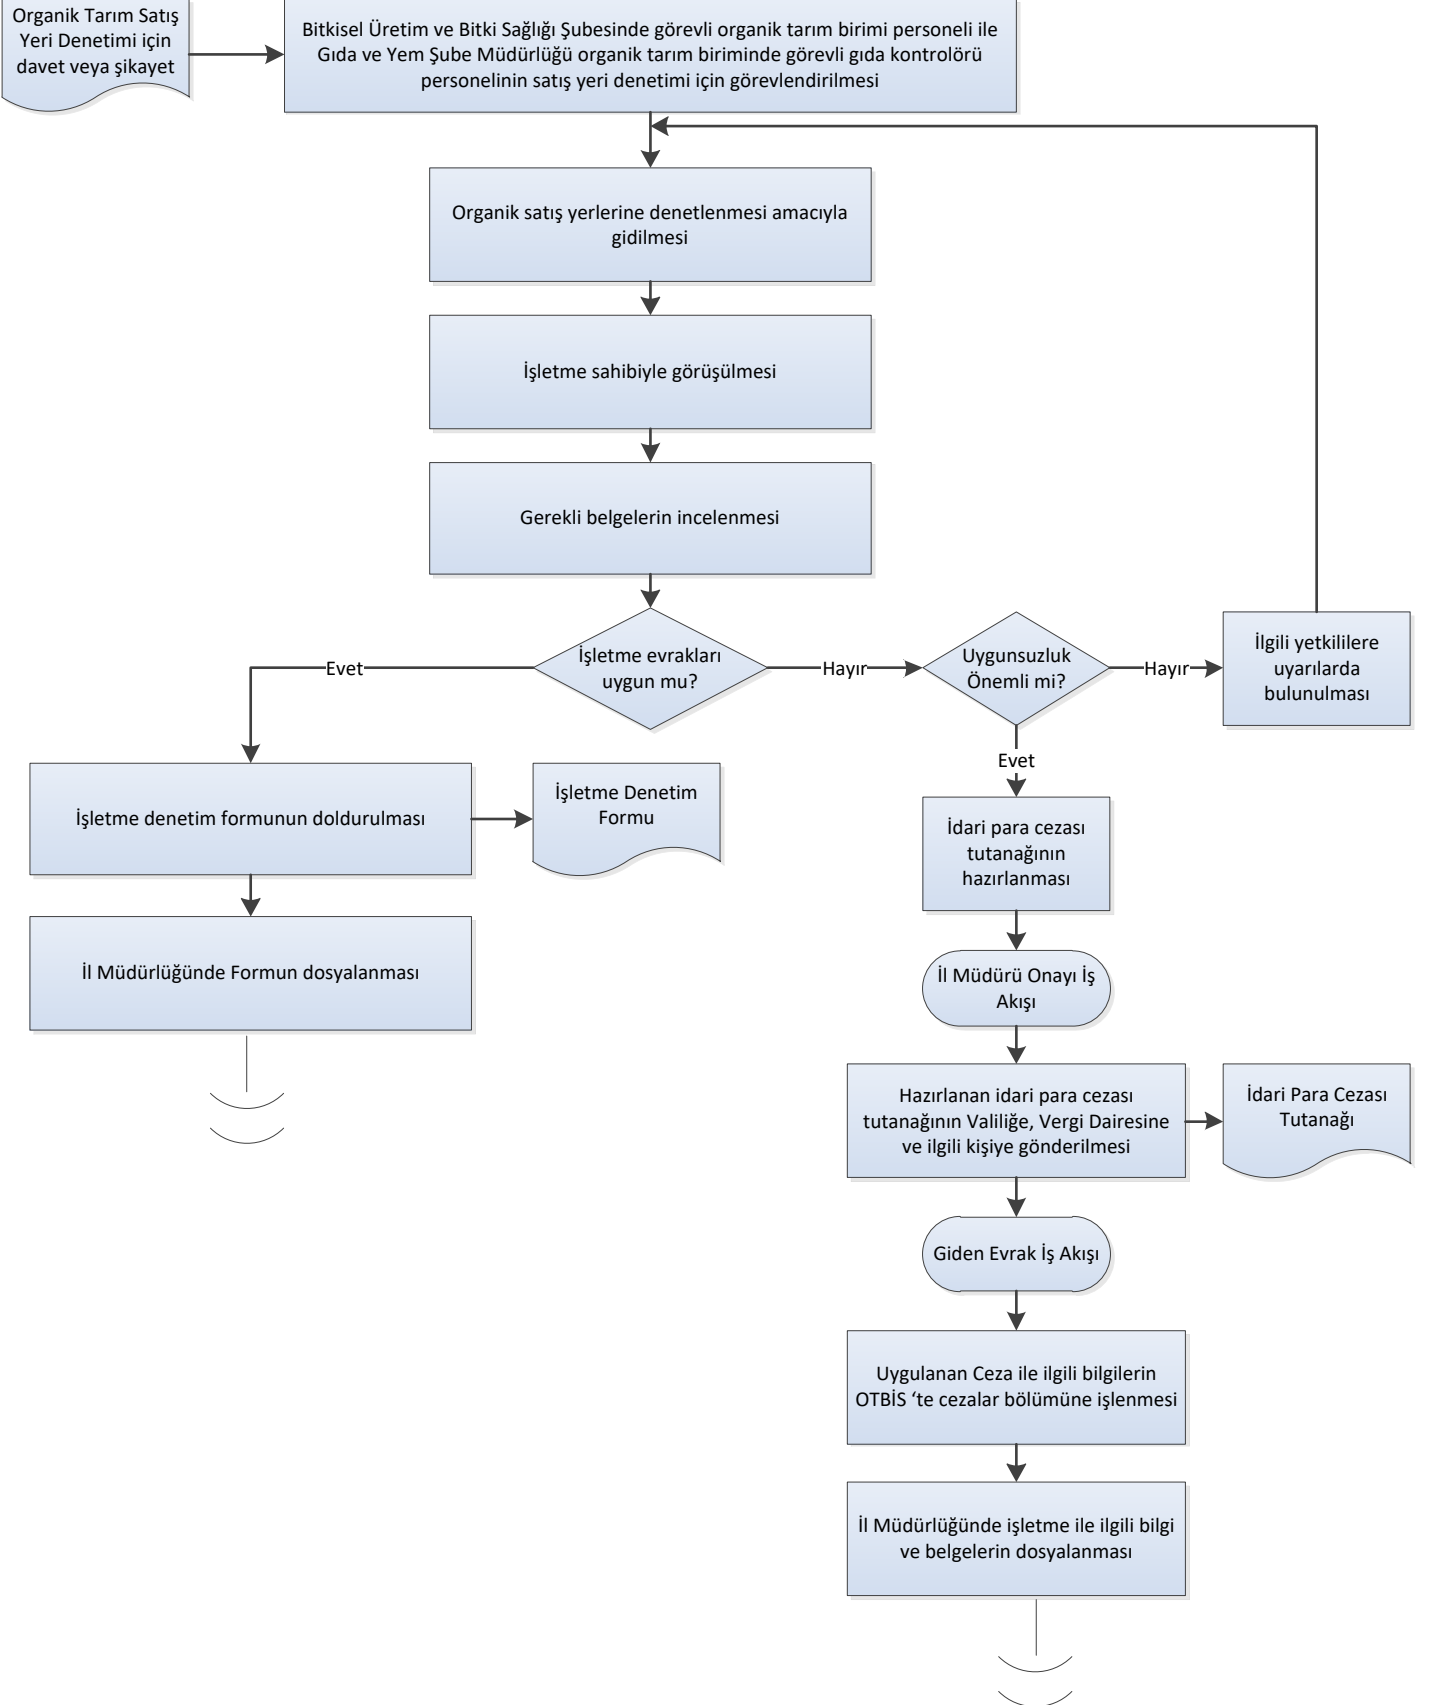 Organik Tarım Satış
Yeri Denetimi için
davet veya şikayet
Bitkisel Üretim ve Bitki Sağlığı Şubesinde görevli organik tarım birimi personeli ile
Gıda ve Yem Şube Müdürlüğü organik tarım biriminde görevli gıda kontrolörü
personelinin satış yeri denetimi için görevlendirilmesi
Organik satış yerlerine denetlenmesi amacıyla
gidilmesi
İşletme sahibiyle görüşülmesi
Gerekli belgelerin incelenmesi
İşletme evrakları
uygun mu?
Evet
Hayır
Uygunsuzluk
Önemli mi?
Hayır
İlgili yetkililere
uyarılarda
bulunulması
Evet
İşletme denetim formunun doldurulması
İşletme Denetim
Formu
İdari para cezası
tutanağının
hazırlanması
İl Müdürlüğünde Formun dosyalanması
İl Müdürü Onayı İş
Akışı
Hazırlanan idari para cezası
tutanağının Valiliğe, Vergi Dairesine
ve ilgili kişiye gönderilmesi
İdari Para Cezası
Tutanağı
Giden Evrak İş Akışı
Uygulanan Ceza ile ilgili bilgilerin
OTBİS ‘te cezalar bölümüne işlenmesi
İl Müdürlüğünde işletme ile ilgili bilgi
ve belgelerin dosyalanması